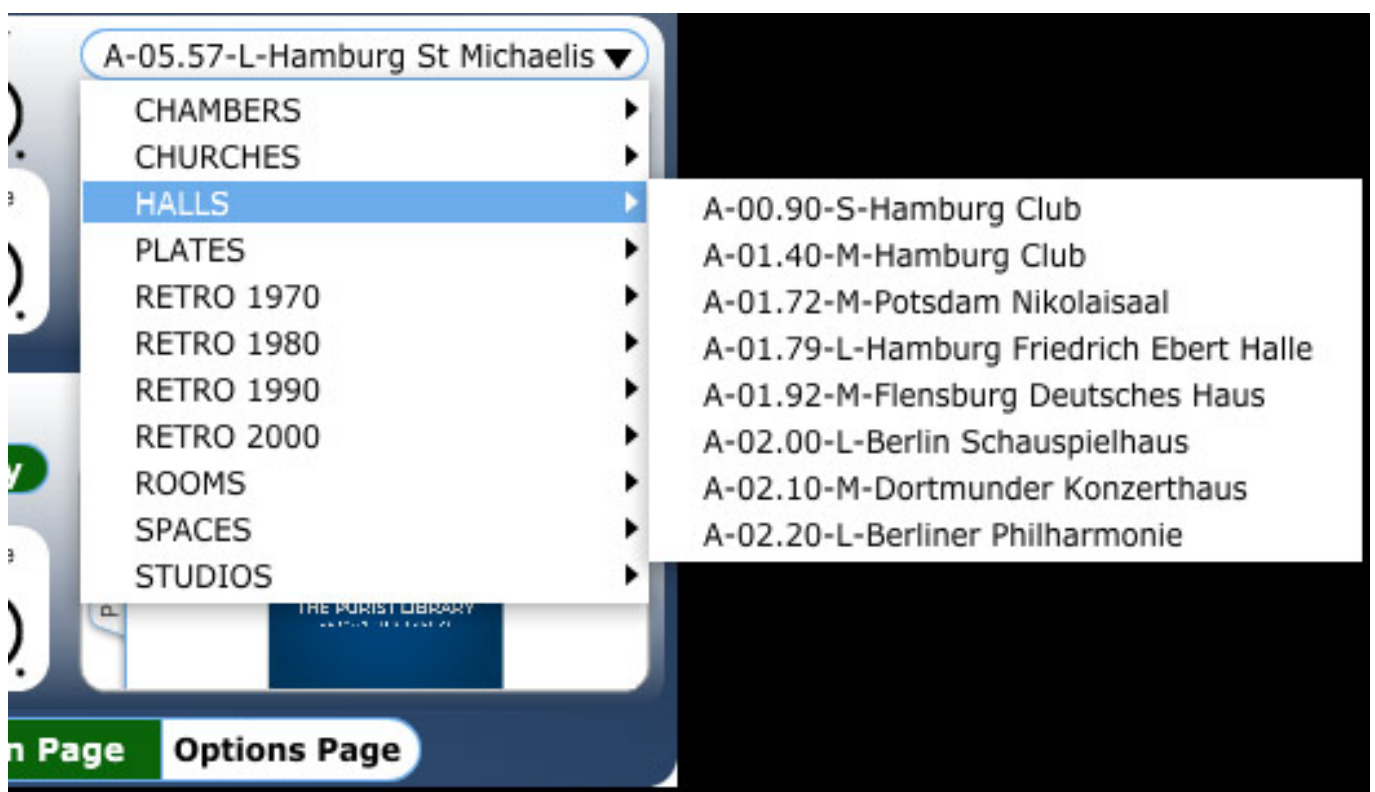 A-05.57-L-Hamburg St Michaelis
CHAMBERS
CHURCHES
HALLS
PLATES
RETRO 1970
RETRO 1980
RETRO 1990
RETRO 2000
ROOMS
SPACES
STUDIOS
A-00.90-S-Hamburg Club
A-01.40-M-Hamburg Club
A-01.72-M-Potsdam Nikolaisaal
A-01.79-L-Hamburg Friedrich Ebert Halle
A-01.92-M-Flensburg Deutsches Haus
A-02.00-L-Berlin Schauspielhaus
A-02.10-M-Dortmunder Konzerthaus
A-02.20-L-Berliner Philharmonie
e
y
e
P
THE PURIST LIBRARY
n Page
Options Page